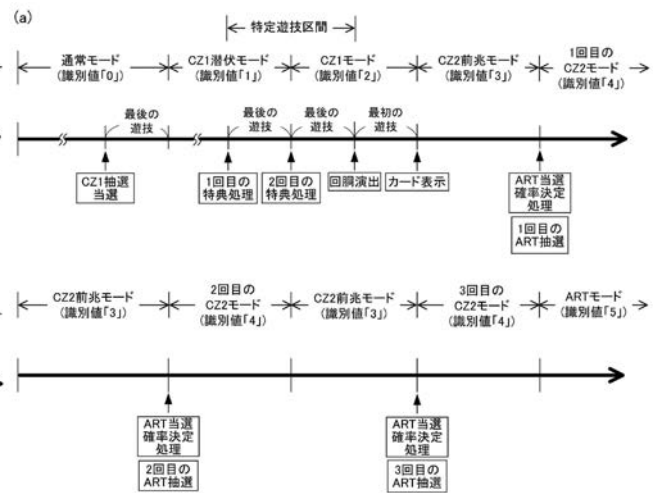 (a)
特定遊技区間
通常モード
(識別値「0」)
CZ1潜伏モード
(識別値「1」)
CZ1モード
(識別値「2」)
CZ2前兆モード
(識別値「3」)
1回目の
CZ2モード
(識別値「4」)
最後の
遊技
最後の
遊技
最後の
遊技
最初の
遊技
CZ1抽選
当選
1回目の
特典処理
2回目の
特典処理
回胴演出
カード表示
ART当選
確率決定
処理
1回目の
ART抽選
CZ2前兆モード
(識別値「3」)
2回目の
CZ2モード
(識別値「4」)
CZ2前兆モード
(識別値「3」)
3回目の
CZ2モード
(識別値「4」)
ARTモード
(識別値「5」)
ART当選
確率決定
処理
2回目の
ART抽選
ART当選
確率決定
処理
3回目の
ART抽選